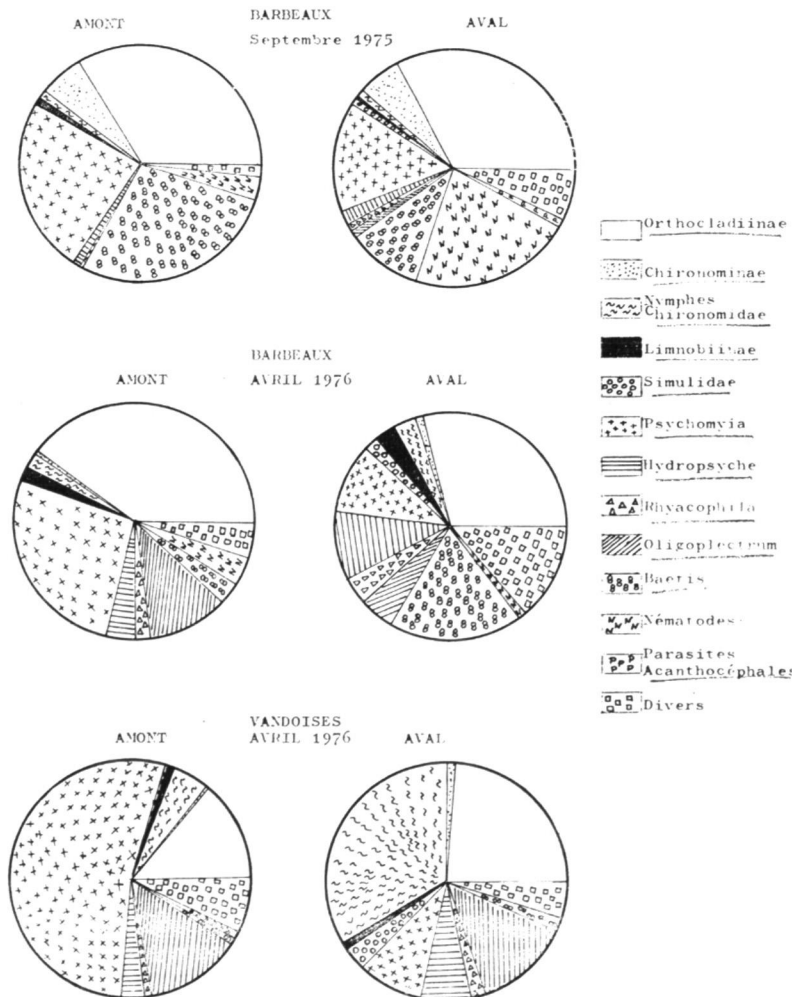 BARBEAUX
AMONT Septembre 1975 AVAL
Orthocladiinae
Chironominae
Nymphes
Chironomidae
Limnobiinae
Simulidae
Psychomyia
Hydropsyche
Rhyacophila
Oligoplectrum
Baetis
Nématodes
Parasites
Acanthocéphales
Divers
BARBEAUX
AMONT AVRIL 1976 AVAL
VANDOISES
AMONT AVRIL 1976 AVAL